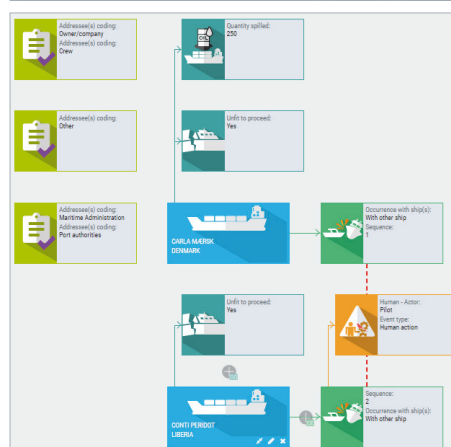 Addressee(s) coding:
Owner/company
Addressee(s) coding:
Crew
Quantity spilled:
250
Addressee(s) coding:
Other
Unfit to proceed:
Yes
Addressee(s) coding:
Maritime Administration
Addressee(s) coding:
Port authorities
CARLA MÆRSK
DENMARK
Occurrence with ship(s):
With other ship
Sequence:
1
Unfit to proceed:
Yes
Human - Actor:
Pilot
Event type:
Human action
CONTI PERIDOT
LIBERIA
Sequence:
2
Occurrence with ship(s):
With other ship